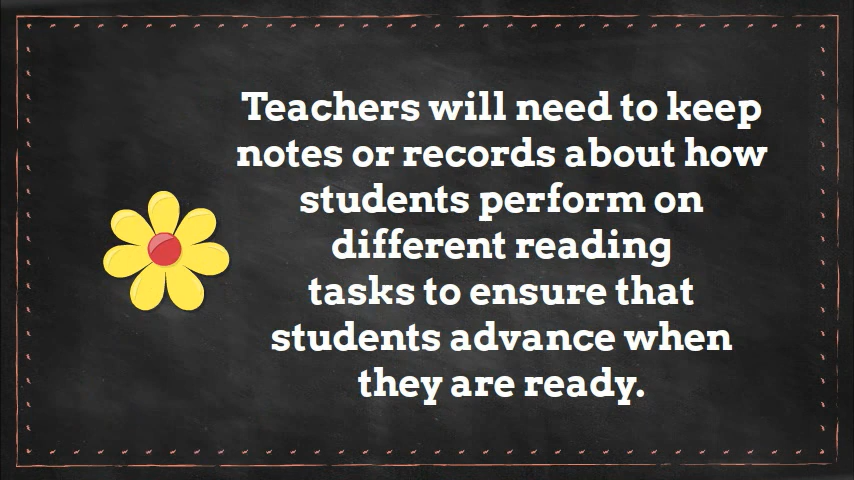 Teachers will need to keep
notes or records about how
students perform on
different reading
tasks to ensure that
students advance when
they are ready.